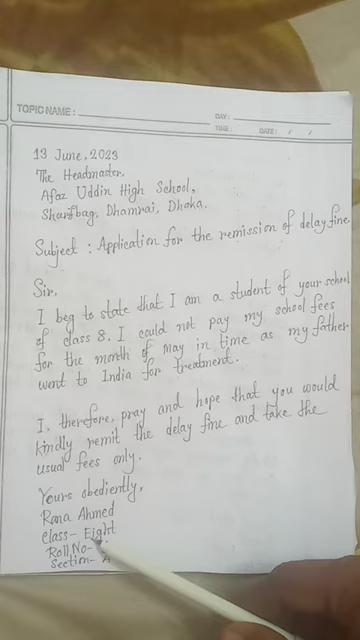 TOPIC NAME :
DAY :
TIME :
DATE : / /
13 June, 2023
The Headmaster,
Afaz Uddin High School,
Sharifbag, Dhamrai, Dhaka.
Subject : Application for the remission of delay fine
Sir,
I beg to state that I am a student of your school
of class 8. I could not pay my school fees
for the month of May in time as my father
went to India for treatment.
I, therefore, pray and hope that you would
kindly remit the delay fine and take the
usual fees only.
Yours obediently,
Rana Ahmed
Class- Eight
Roll No-
Section- A